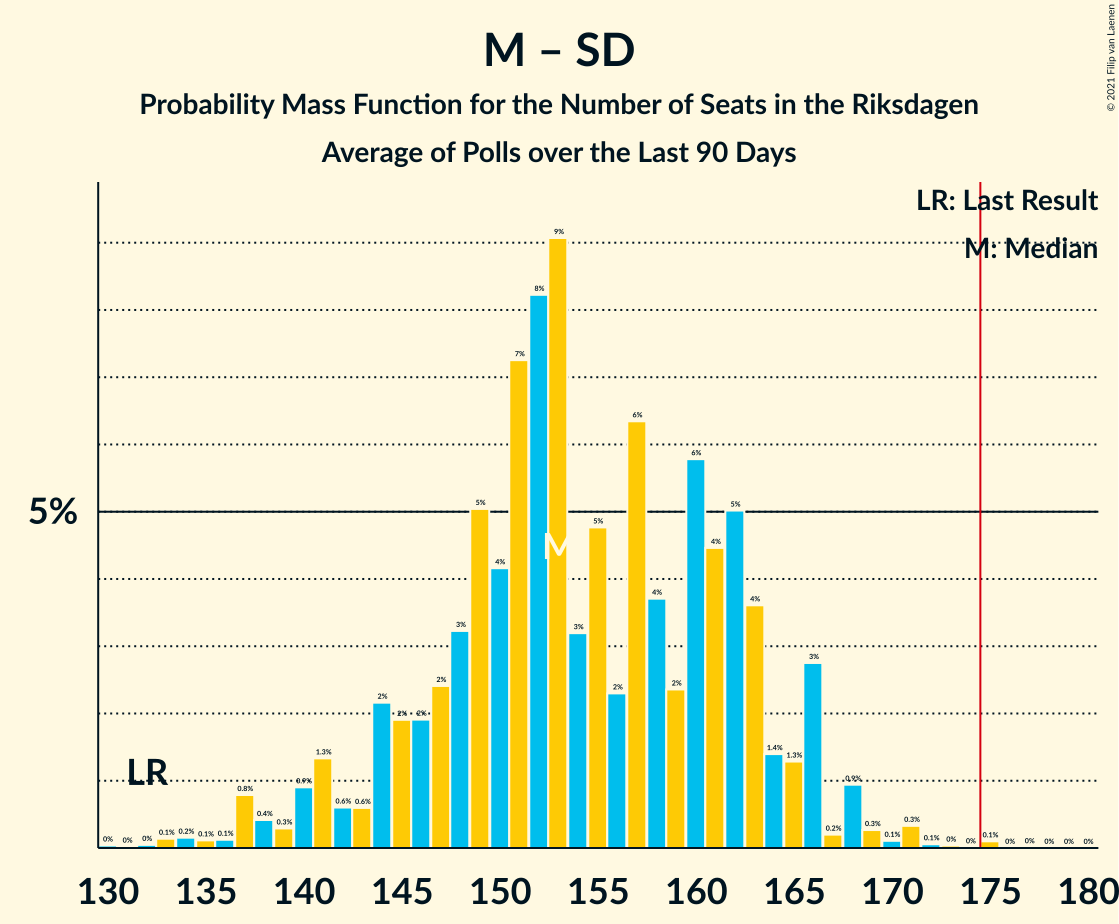 M – SD
Probability Mass Function for the Number of Seats in the Riksdagen
Average of Polls over the Last 90 Days
© 2021 Filip van Laenen
LR: Last Result
M: Median
5%
LR
M
0% 0% 0% 0.1% 0.2% 0.1% 0.1% 0.8% 0.4% 0.3% 0.9% 1.3% 0.6% 0.6% 2% 2% 2% 2% 3% 5% 4% 7% 8% 9% 3% 5% 2% 6% 4% 2% 6% 4% 5% 4% 1.4% 1.3% 3% 0.2% 0.9% 0.3% 0.1% 0.3% 0.1% 0% 0% 0.1% 0% 0% 0% 0% 0%
130 135 140 145 150 155 160 165 170 175 180